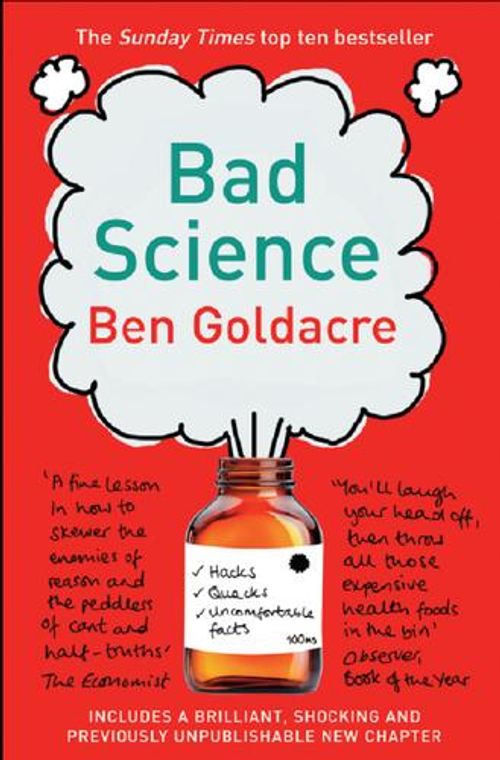 The Sunday Times top ten bestseller
Bad
Science
Ben Goldacre
'A fine lesson
in how to
skewer the
enemies of
reason and
the peddlers
of cant and
half-truths'
The Economist
✓ Hacks
✓ Quacks
✓ Uncomfortable
facts
100ms
'You'll laugh
your head off,
then throw
all those
expensive
health foods
in the bin'
Observer,
Book of the Year
INCLUDES A BRILLIANT, SHOCKING AND
PREVIOUSLY UNPUBLISHABLE NEW CHAPTER